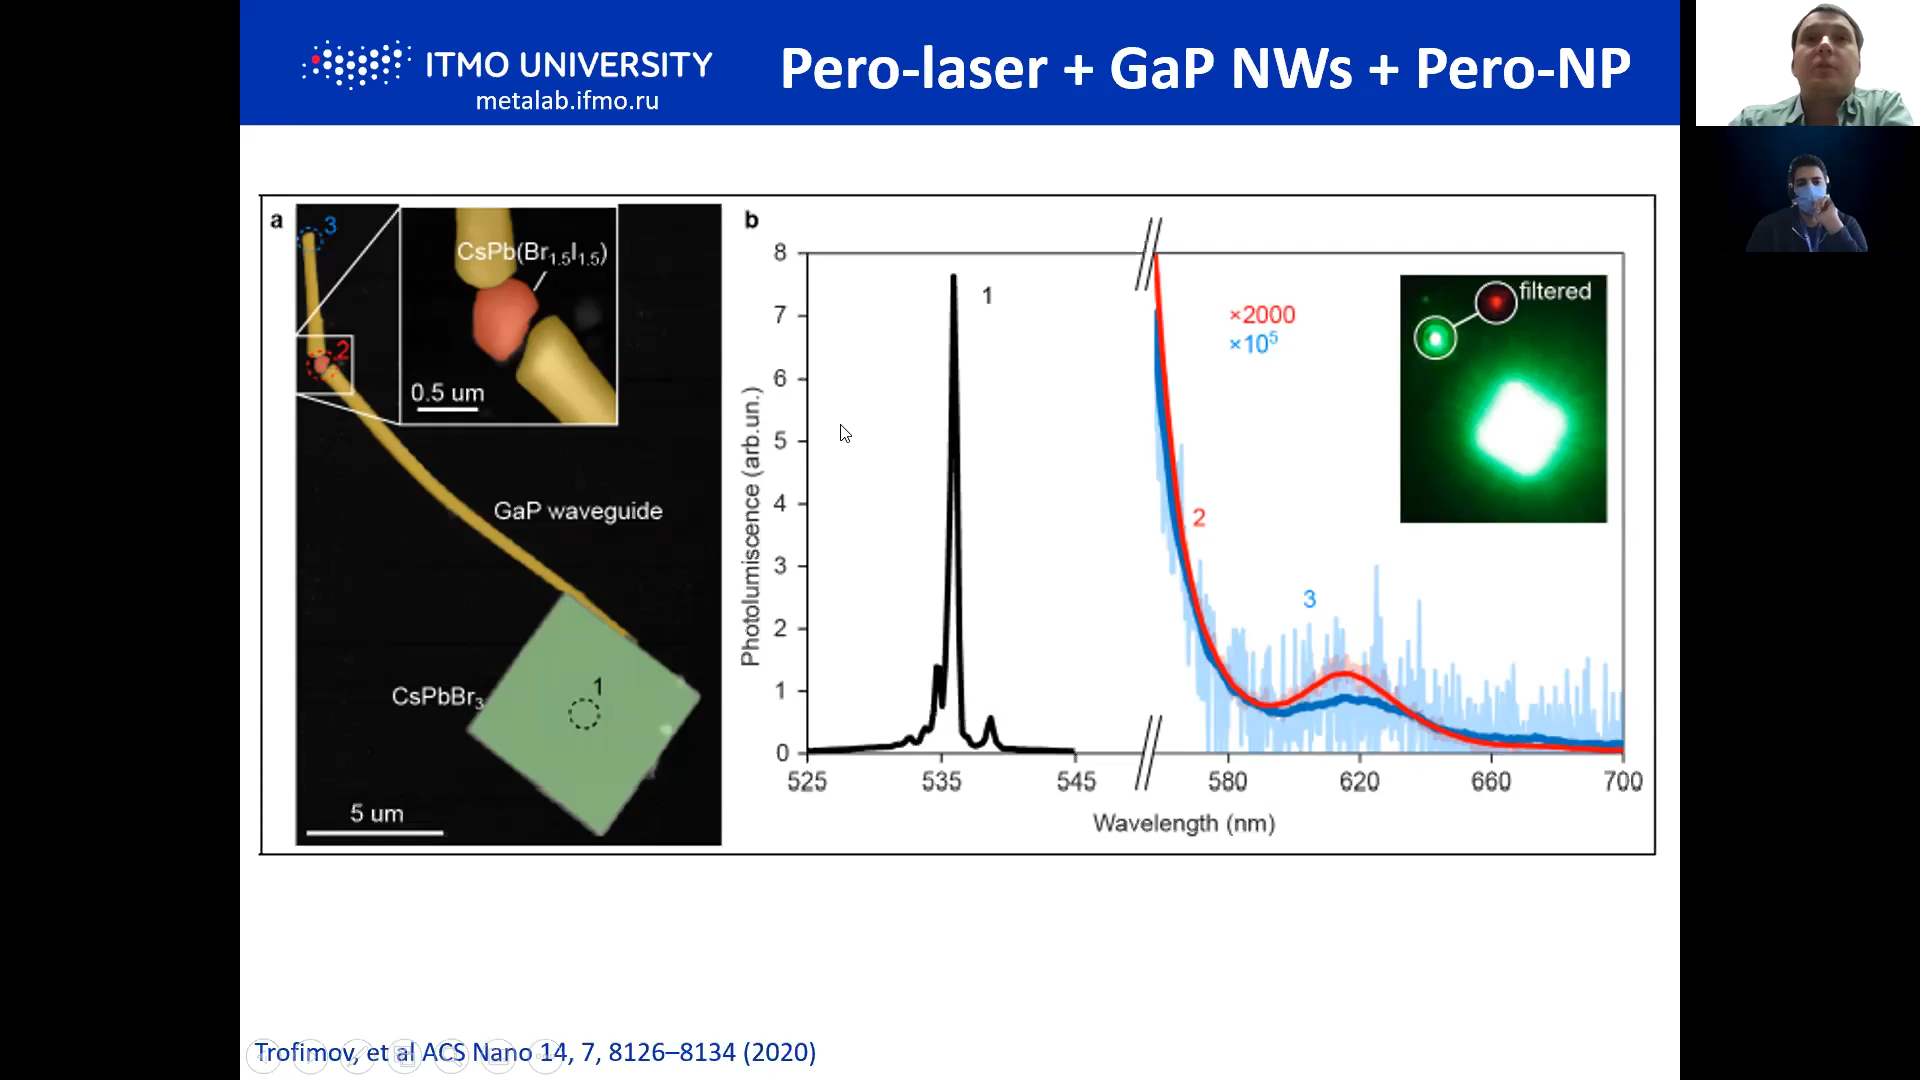 ITMO UNIVERSITY
metalab.ifmo.ru
Pero-laser + GaP NWs + Pero-NP
a
3
2
CsPb(Br1.5I1.5)
0.5 um
GaP waveguide
CsPbBr3
1
5 um
b
8
7
6
5
4
3
2
1
0
Photolumiscence (arb.un.)
1
×2000
×10⁵
2
3
filtered
525
535
545
580
620
660
700
Wavelength (nm)
Trofimov, et al ACS Nano 14, 7, 8126–8134 (2020)